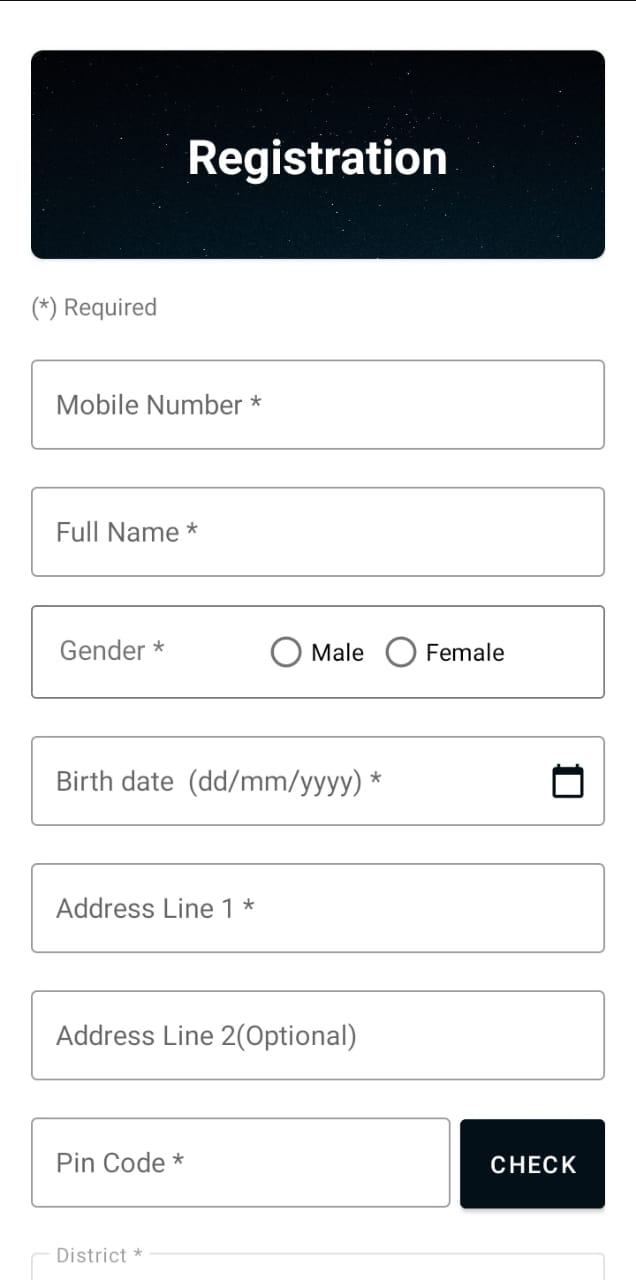 Registration
(*) Required
Mobile Number *
Full Name *
Gender * Male Female
Birth date  (dd/mm/yyyy) *
Address Line 1 *
Address Line 2(Optional)
Pin Code * CHECK
District *